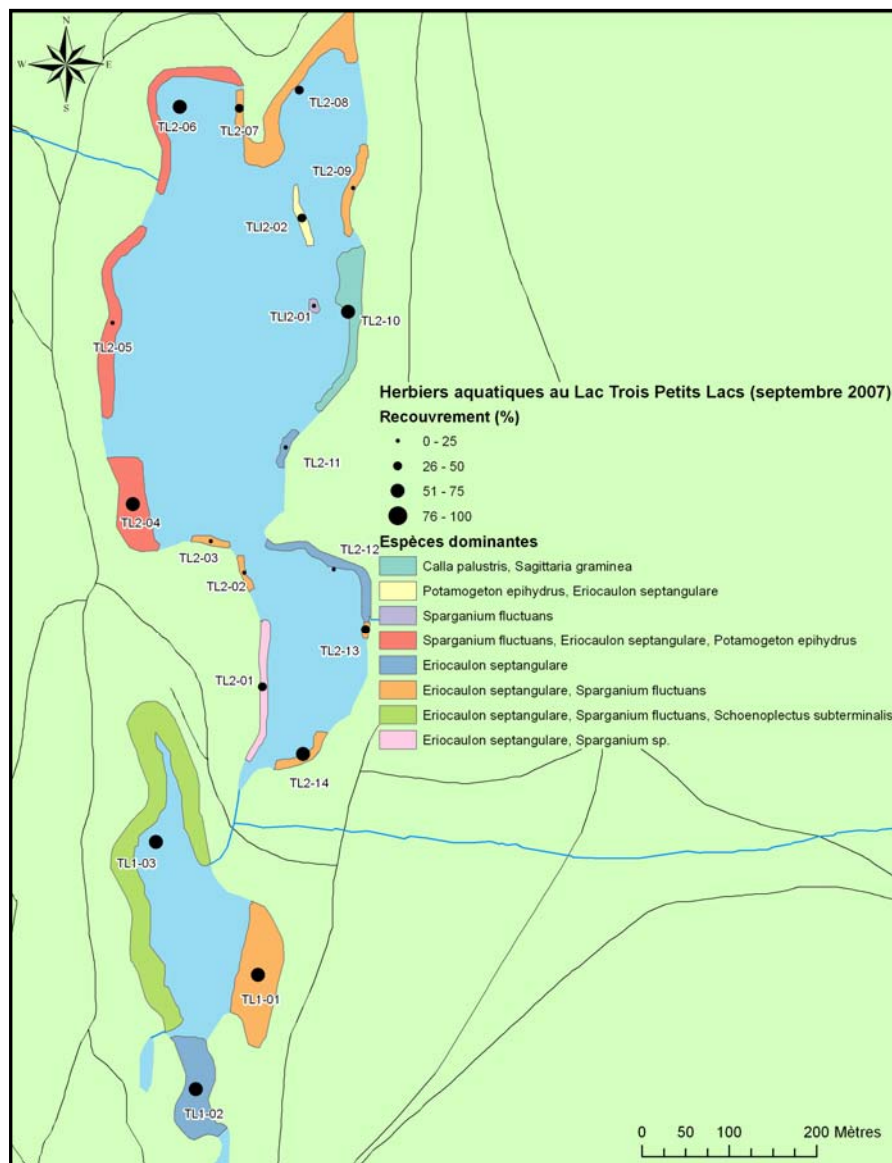 N
W E
S
TL2-06
TL2-07
TL2-08
TL2-09
TLI2-02
TLI2-01
TL2-10
TL2-05
Herbiers aquatiques au Lac Trois Petits Lacs (septembre 2007)
Recouvrement (%)
0 - 25
26 - 50
51 - 75
76 - 100
TL2-11
TL2-04
TL2-03
TL2-02
TL2-12
TL2-13
TL2-01
TL2-14
Espèces dominantes
Calla palustris, Sagittaria graminea
Potamogeton epihydrus, Eriocaulon septangulare
Sparganium fluctuans
Sparganium fluctuans, Eriocaulon septangulare, Potamogeton epihydrus
Eriocaulon septangulare
Eriocaulon septangulare, Sparganium fluctuans
Eriocaulon septangulare, Sparganium fluctuans, Schoenoplectus subterminalis
Eriocaulon septangulare, Sparganium sp.
TL1-03
TL1-01
TL1-02
0 50 100 200 Mètres